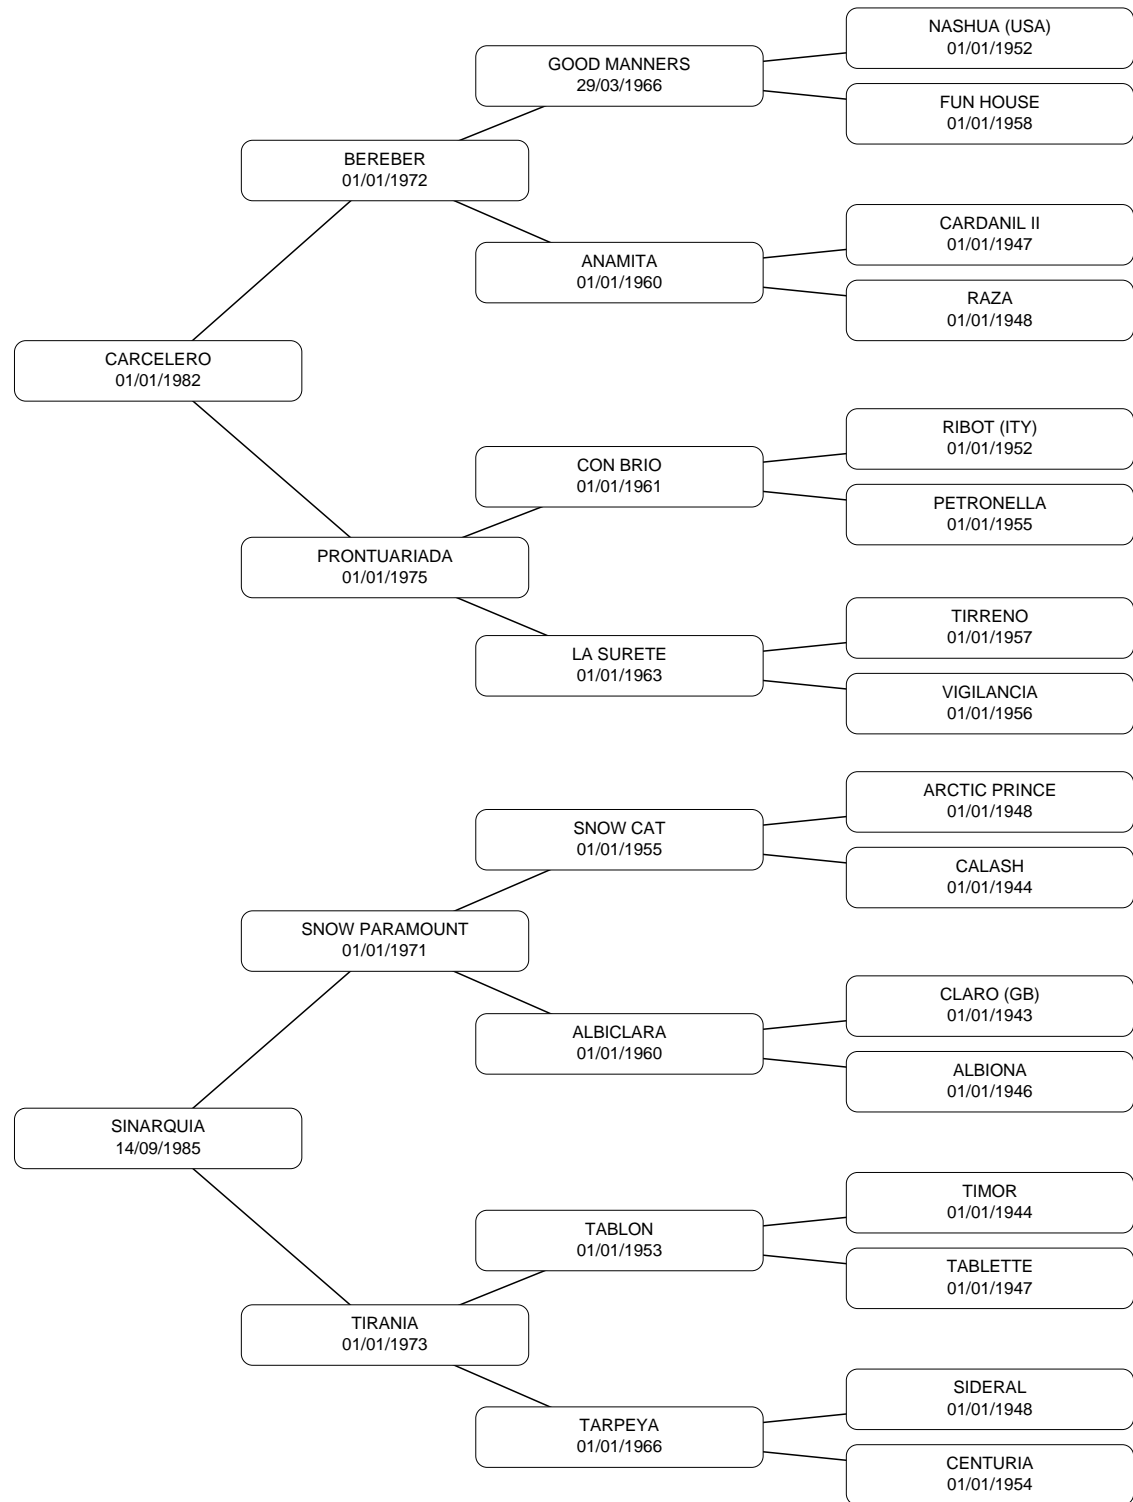 NASHUA (USA)
01/01/1952
GOOD MANNERS
29/03/1966
FUN HOUSE
01/01/1958
BEREBER
01/01/1972
CARDANIL II
01/01/1947
ANAMITA
01/01/1960
RAZA
01/01/1948
CARCELERO
01/01/1982
RIBOT (ITY)
01/01/1952
CON BRIO
01/01/1961
PETRONELLA
01/01/1955
PRONTUARIADA
01/01/1975
TIRRENO
01/01/1957
LA SURETE
01/01/1963
VIGILANCIA
01/01/1956
ARCTIC PRINCE
01/01/1948
SNOW CAT
01/01/1955
CALASH
01/01/1944
SNOW PARAMOUNT
01/01/1971
CLARO (GB)
01/01/1943
ALBICLARA
01/01/1960
ALBIONA
01/01/1946
SINARQUIA
14/09/1985
TIMOR
01/01/1944
TABLON
01/01/1953
TABLETTE
01/01/1947
TIRANIA
01/01/1973
SIDERAL
01/01/1948
TARPEYA
01/01/1966
CENTURIA
01/01/1954